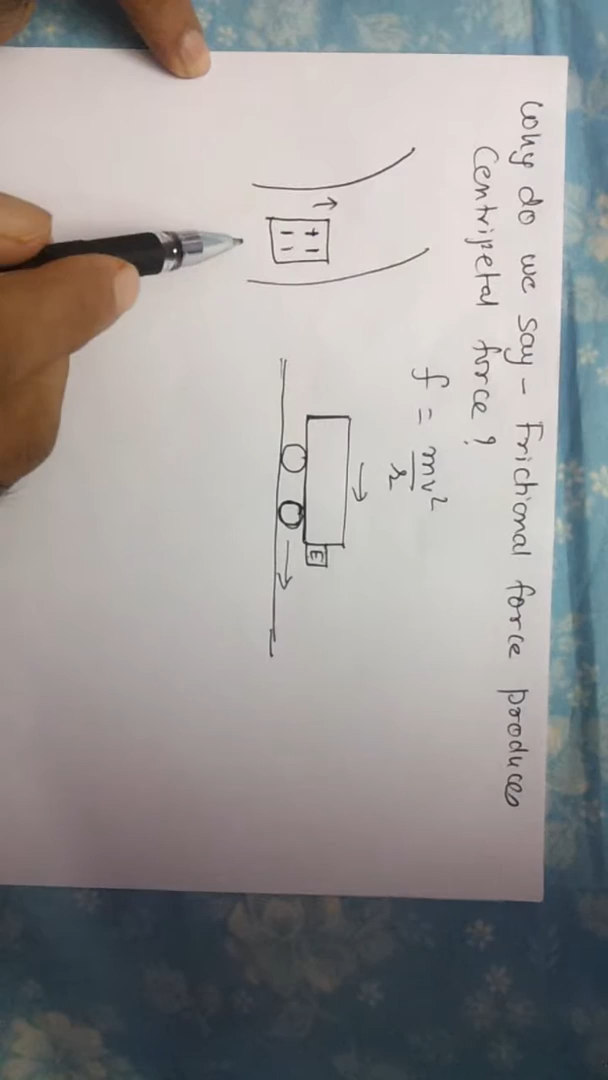 Why do we say - Frictional force produces
Centripetal force?
f = mv²/r
E